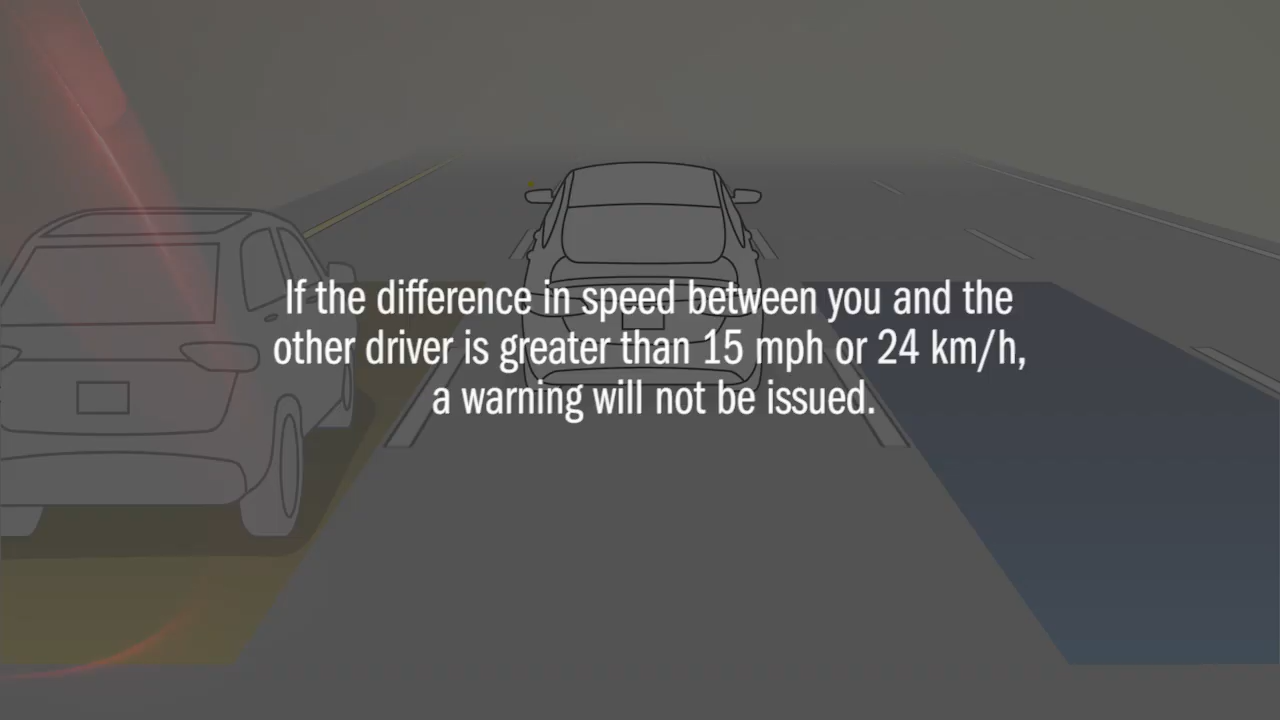 If the difference in speed between you and the
other driver is greater than 15 mph or 24 km/h,
a warning will not be issued.